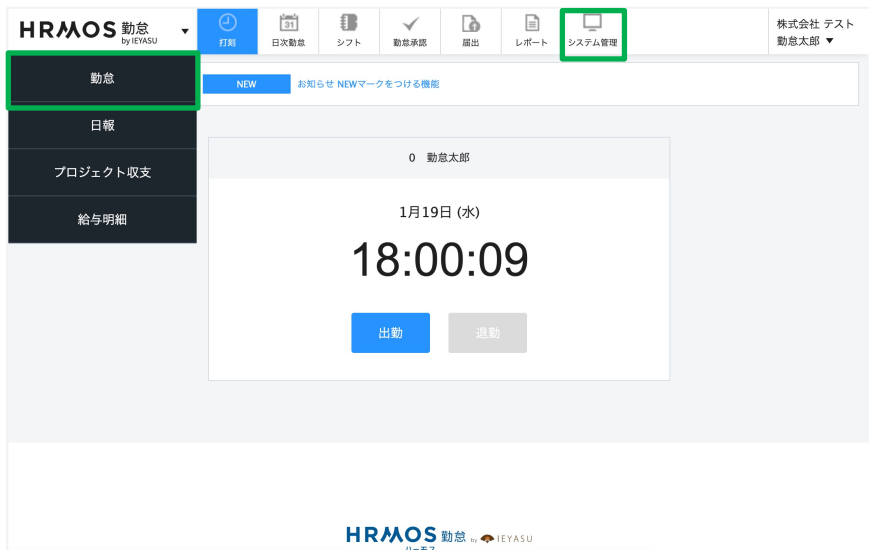 HRMOS 勤怠 ▼
by IEYASU
打刻
31
日次勤怠
シフト
勤怠承認
届出
レポート
システム管理
株式会社 テスト
勤怠太郎 ▼
勤怠
日報
プロジェクト収支
給与明細
NEW お知らせ NEWマークをつける機能
0 勤怠太郎
1月19日 (水)
18:00:09
出勤 退勤
HRMOS 勤怠 by IEYASU
ハーモス